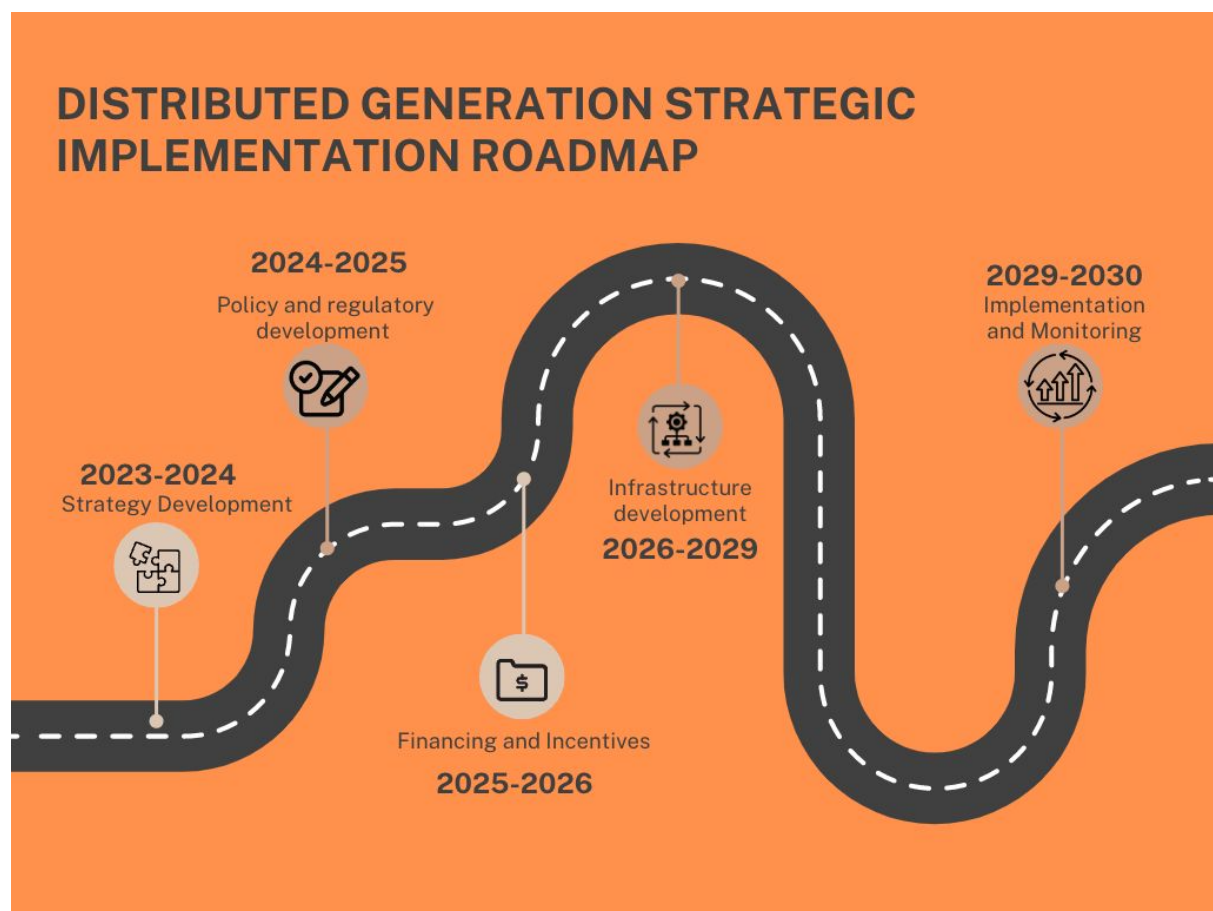 DISTRIBUTED GENERATION STRATEGIC
IMPLEMENTATION ROADMAP
2023-2024
Strategy Development
2024-2025
Policy and regulatory
development
Financing and Incentives
2025-2026
Infrastructure
development
2026-2029
2029-2030
Implementation
and Monitoring
$